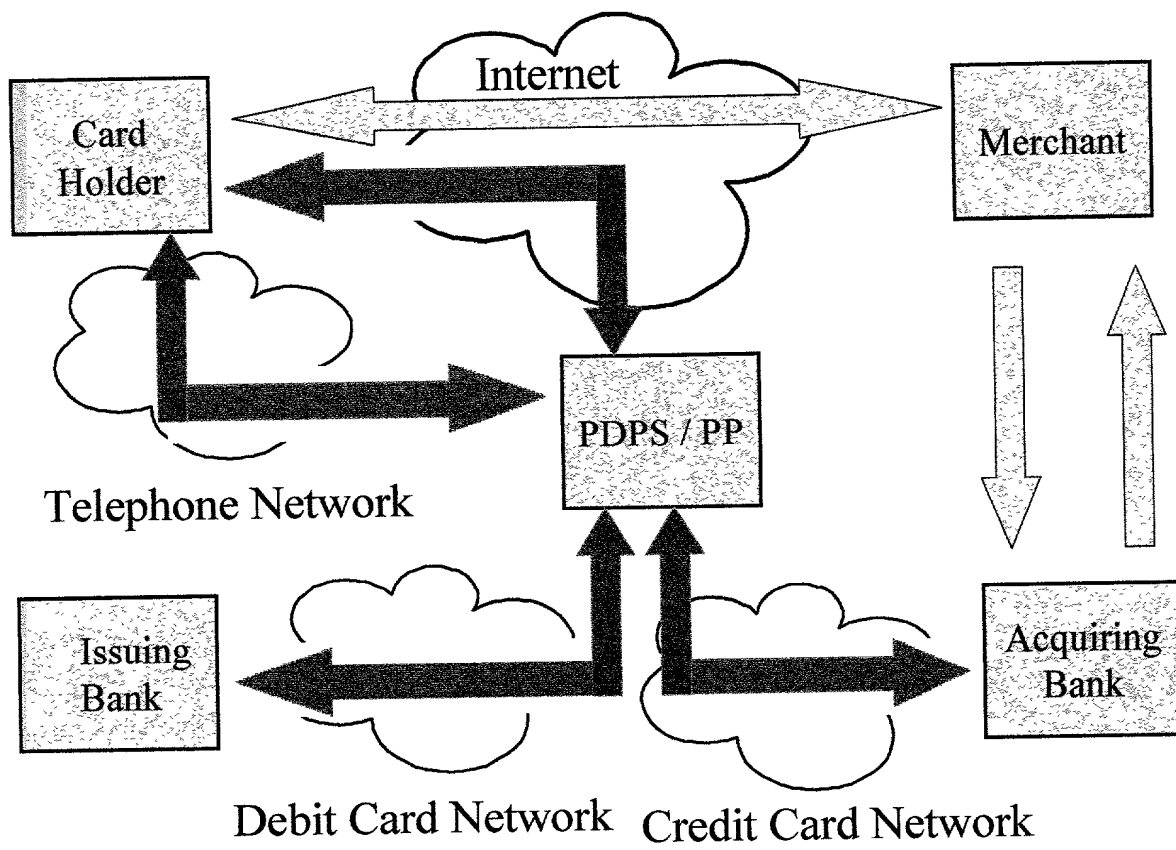 Internet
Card
Holder
Merchant
PDPS / PP
Telephone Network
Issuing
Bank
Acquiring
Bank
Debit Card Network
Credit Card Network